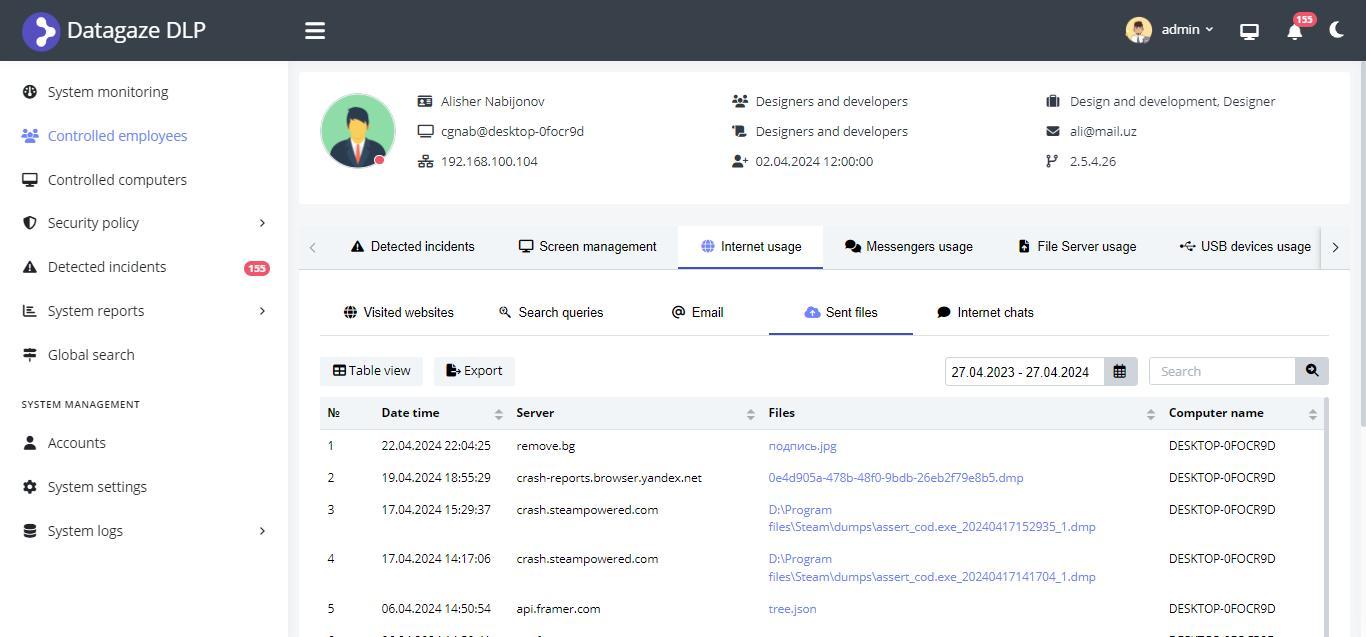 Datagaze DLP
admin
155
System monitoring
Controlled employees
Controlled computers
Security policy
Detected incidents 155
System reports
Global search
SYSTEM MANAGEMENT
Accounts
System settings
System logs
Alisher Nabijonov
Designers and developers
Design and development, Designer
cgnab@desktop-0focr9d
Designers and developers
ali@mail.uz
192.168.100.104
02.04.2024 12:00:00
2.5.4.26
Detected incidents Screen management Internet usage Messengers usage File Server usage USB devices usage
Visited websites Search queries Email Sent files Internet chats
Table view Export 27.04.2023 - 27.04.2024 Search
№ Date time Server Files Computer name
1 22.04.2024 22:04:25 remove.bg подпись.jpg DESKTOP-0FOCR9D
2 19.04.2024 18:55:29 crash-reports.browser.yandex.net 0e4d905a-478b-48f0-9bdb-26eb2f79e8b5.dmp DESKTOP-0FOCR9D
3 17.04.2024 15:29:37 crash.steampowered.com D:\Program DESKTOP-0FOCR9D
files\Steam\dumps\assert_cod.exe_20240417152935_1.dmp
4 17.04.2024 14:17:06 crash.steampowered.com D:\Program DESKTOP-0FOCR9D
files\Steam\dumps\assert_cod.exe_20240417141704_1.dmp
5 06.04.2024 14:50:54 api.framer.com tree.json DESKTOP-0FOCR9D